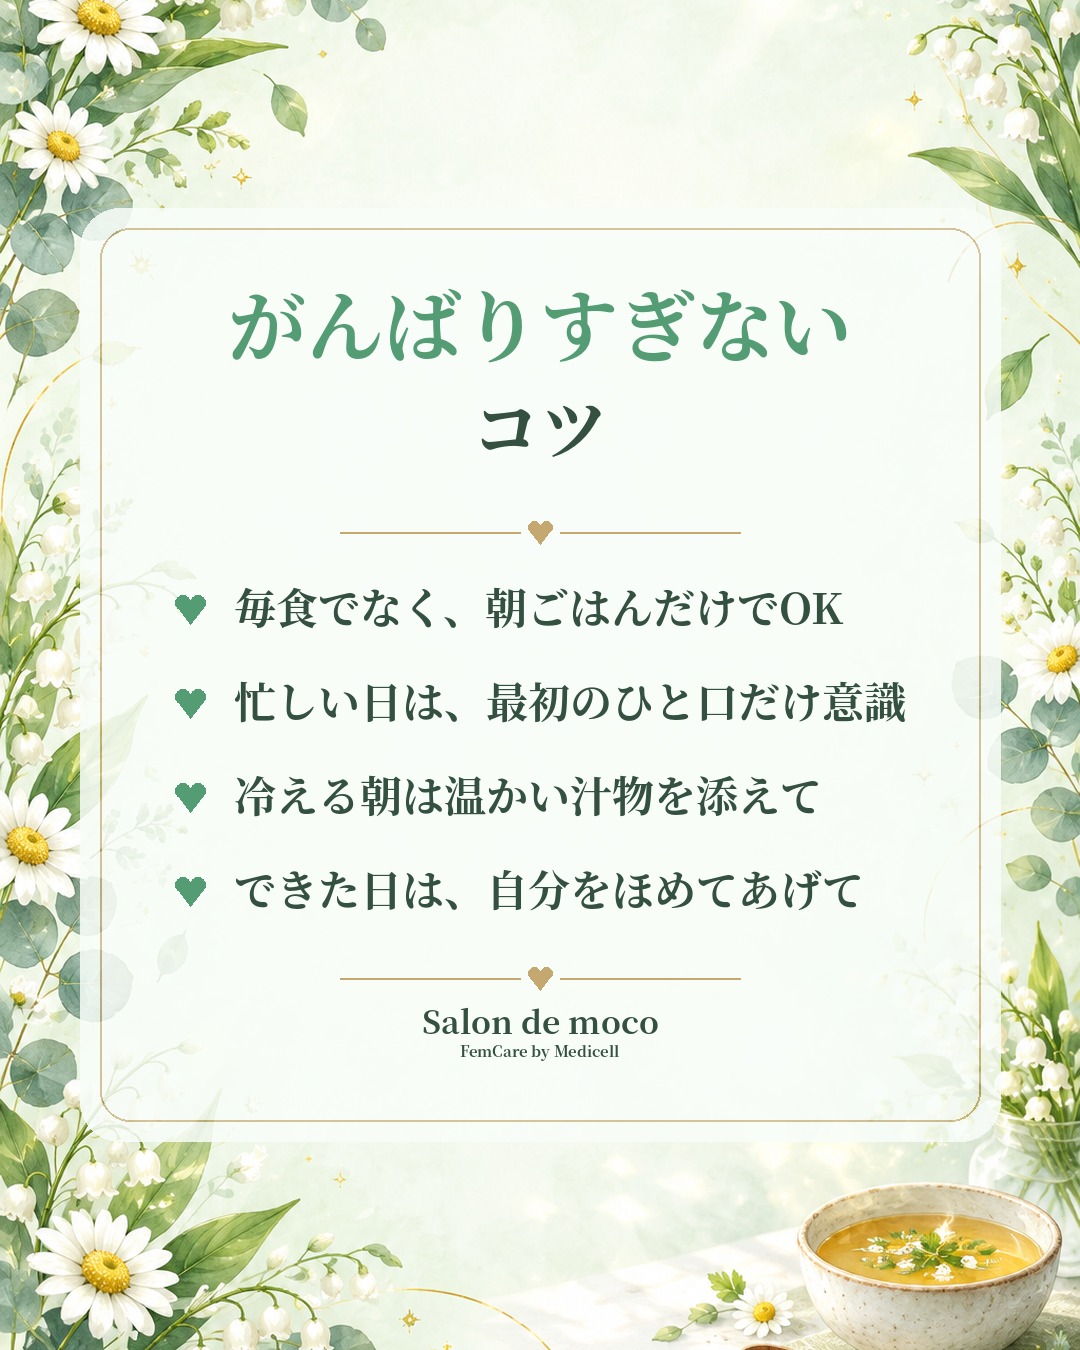 がんばりすぎない
コツ
毎食でなく、朝ごはんだけでOK
忙しい日は、最初のひと口だけ意識
冷える朝は温かい汁物を添えて
できた日は、自分をほめてあげて
Salon de moco
FemCare by Medicell